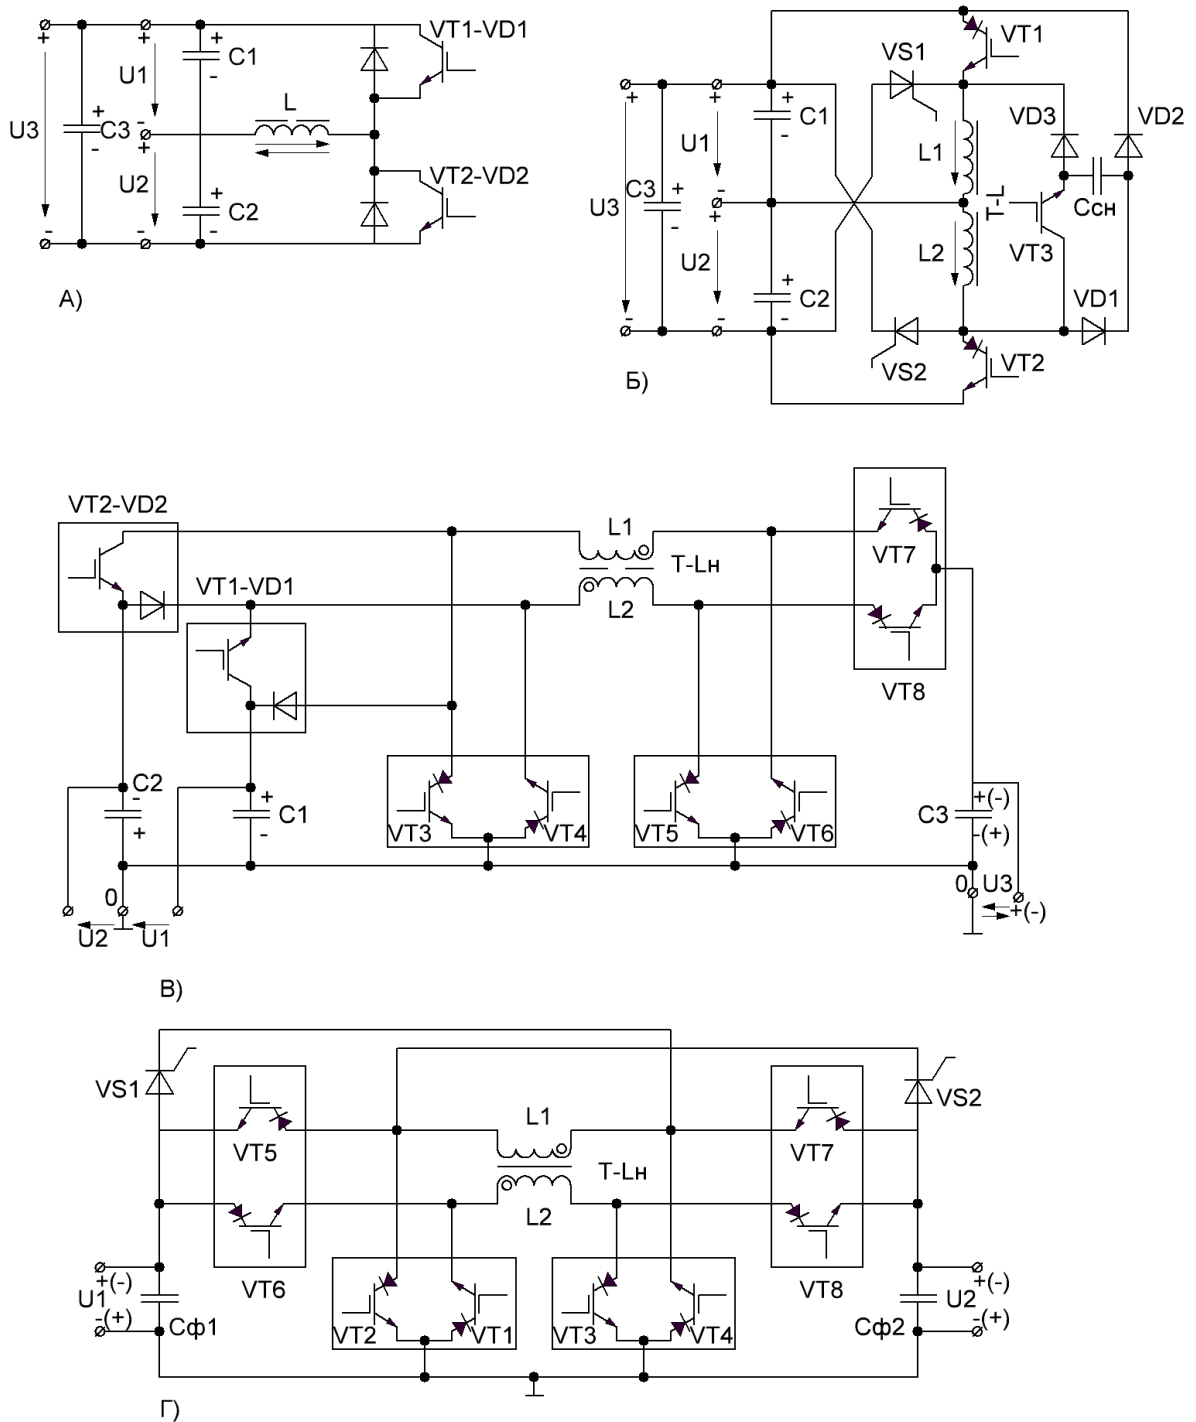 VT1-VD1
+
+
+
C1
-
U1
L
U3
+
C3
-
-
+
U2
+
C2
-
VT2-VD2
-
-
А)
VT1
VS1
VD3
VD2
+
+
+
C1
-
U1
L1
C3
+
-
U3
-
+
T-L
Cсн
VT3
U2
L2
+
C2
-
VD1
-
-
VS2
VT2
Б)
VT2-VD2
L1
T-Lн
VT7
VT1-VD1
L2
VT8
C2
-
+
+
C1
-
VT3
VT4
VT5
VT6
C3
+(-)
-(+)
0
U2
U1
0
U3
+(-)
В)
VS1
VS2
L1
VT5
T-Lн
VT7
L2
VT6
VT8
+(-)
U1
-(+)
Cф1
VT2
VT1
VT3
VT4
Cф2
U2
+(-)
-(+)
Г)